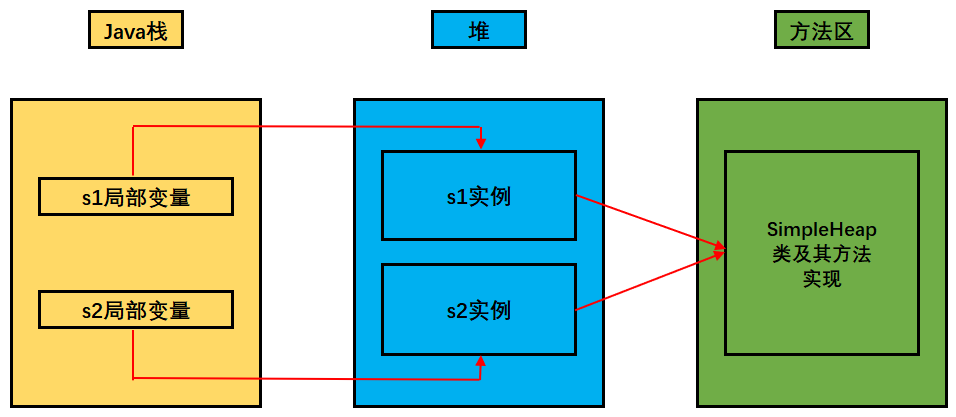 Java栈
堆
方法区
s1局部变量
s2局部变量
s1实例
s2实例
SimpleHeap
类及其方法
实现